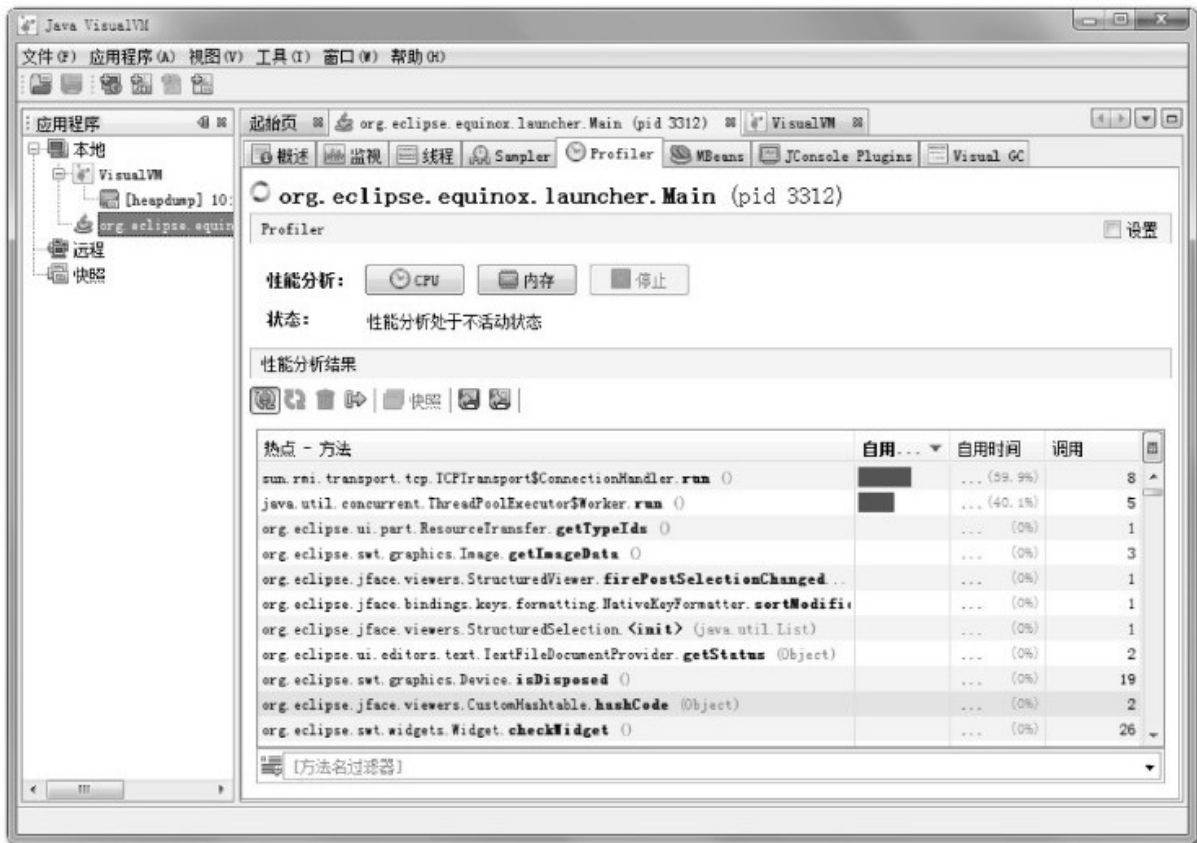 Java VisualVM
文件(F) 应用程序(A) 视图(V) 工具(T) 窗口(W) 帮助(H)
应用程序
本地
VisualVM
[heapdump] 10:
org.eclipse.equin
远程
快照
起始页 org.eclipse.equinox.launcher.Main (pid 3312) VisualVM
概述 监视 线程 Sampler Profiler MBeans JConsole Plugins Visual GC
org.eclipse.equinox.launcher.Main (pid 3312)
Profiler 设置
性能分析: CPU 内存 停止
状态: 性能分析处于不活动状态
性能分析结果
快照
热点 - 方法 自用... 自用时间 调用
sun.rmi.transport.tcp.TCPTransport$ConnectionHandler.run () ... (59.9%) 8
java.util.concurrent.ThreadPoolExecutor$Worker.run () ... (40.1%) 5
org.eclipse.ui.part.ResourceTransfer.getTypeIds () ... (0%) 1
org.eclipse.swt.graphics.Image.getImageData () ... (0%) 3
org.eclipse.jface.viewers.StructuredViewer.firePostSelectionChanged... ... (0%) 1
org.eclipse.jface.bindings.keys.formatting.NativeKeyFormatter.sortModifi ... (0%) 1
org.eclipse.jface.viewers.StructuredSelection.<init> (java.util.List) ... (0%) 1
org.eclipse.ui.editors.text.TextFileDocumentProvider.getStatus (Object) ... (0%) 2
org.eclipse.swt.graphics.Device.isDisposed () ... (0%) 19
org.eclipse.jface.viewers.CustomHashtable.hashCode (Object) ... (0%) 2
org.eclipse.swt.widgets.Widget.checkWidget () ... (0%) 26
[方法名过滤器]